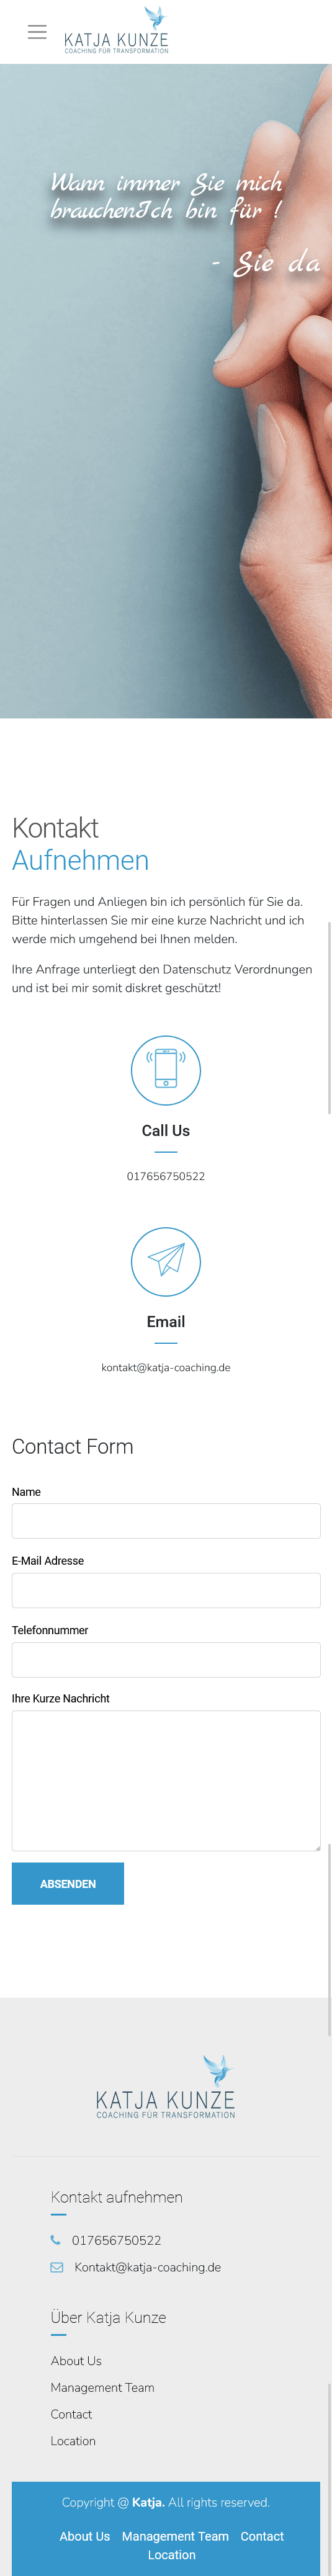 KATJA KUNZE
COACHING FÜR TRANSFORMATION
Wann immer Sie mich
brauchenIch bin für !
- Sie da
Kontakt
Aufnehmen
Für Fragen und Anliegen bin ich persönlich für Sie da.
Bitte hinterlassen Sie mir eine kurze Nachricht und ich
werde mich umgehend bei Ihnen melden.
Ihre Anfrage unterliegt den Datenschutz Verordnungen
und ist bei mir somit diskret geschützt!
Call Us
017656750522
Email
kontakt@katja-coaching.de
Contact Form
Name
E-Mail Adresse
Telefonnummer
Ihre Kurze Nachricht
ABSENDEN
KATJA KUNZE
COACHING FÜR TRANSFORMATION
Kontakt aufnehmen
017656750522
Kontakt@katja-coaching.de
Über Katja Kunze
About Us
Management Team
Contact
Location
Copyright @ Katja. All rights reserved.
About Us Management Team Contact
Location